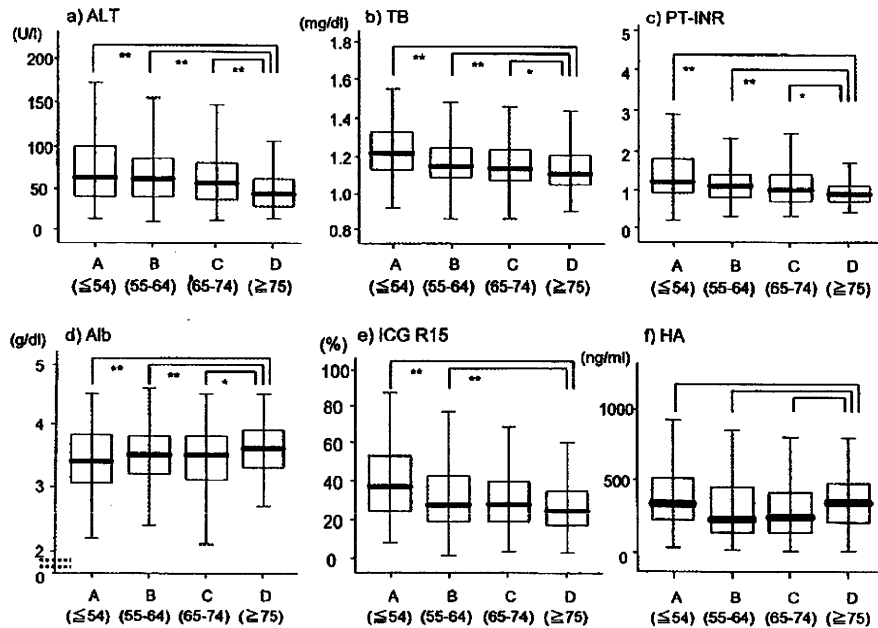 a) ALT
(U/l)
200
150
100
50
0
** ** **
A B C D
(≦54) (55-64) (65-74) (≧75)
b) TB
(mg/dl)
1.8
1.6
1.4
1.2
1.0
0.8
** ** *
A B C D
(≦54) (55-64) (65-74) (≧75)
c) PT-INR
5
4
3
2
1
0
** ** *
A B C D
(≦54) (55-64) (65-74) (≧75)
d) Alb
(g/dl)
5
4
3
2
0
** ** *
A B C D
(≦54) (55-64) (65-74) (≧75)
e) ICG R15
(%)
100
80
60
40
20
0
** **
A B C D
(≦54) (55-64) (65-74) (≧75)
f) HA
(ng/ml)
1000
500
0
A B C D
(≦54) (55-64) (65-74) (≧75)